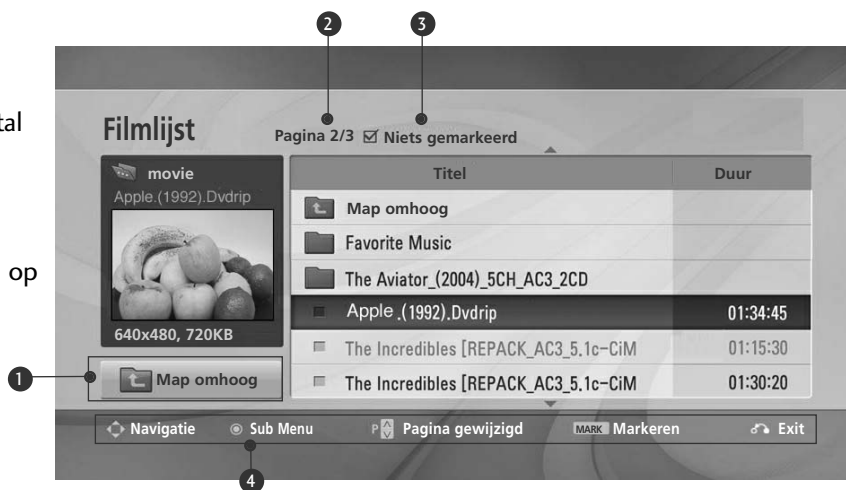 2 3
tal
op
Filmlijst
Pagina 2/3 Niets gemarkeerd
movie
Apple.(1992).Dvdrip
640x480, 720KB
1
Map omhoog
Titel Duur
Map omhoog
Favorite Music
The Aviator_(2004)_5CH_AC3_2CD
Apple.(1992).Dvdrip 01:34:45
The Incredibles [REPACK_AC3_5.1c-CiM 01:15:30
The Incredibles [REPACK_AC3_5.1c-CiM 01:30:20
Navigatie Sub Menu P Pagina gewijzigd MARK Markeren Exit
4